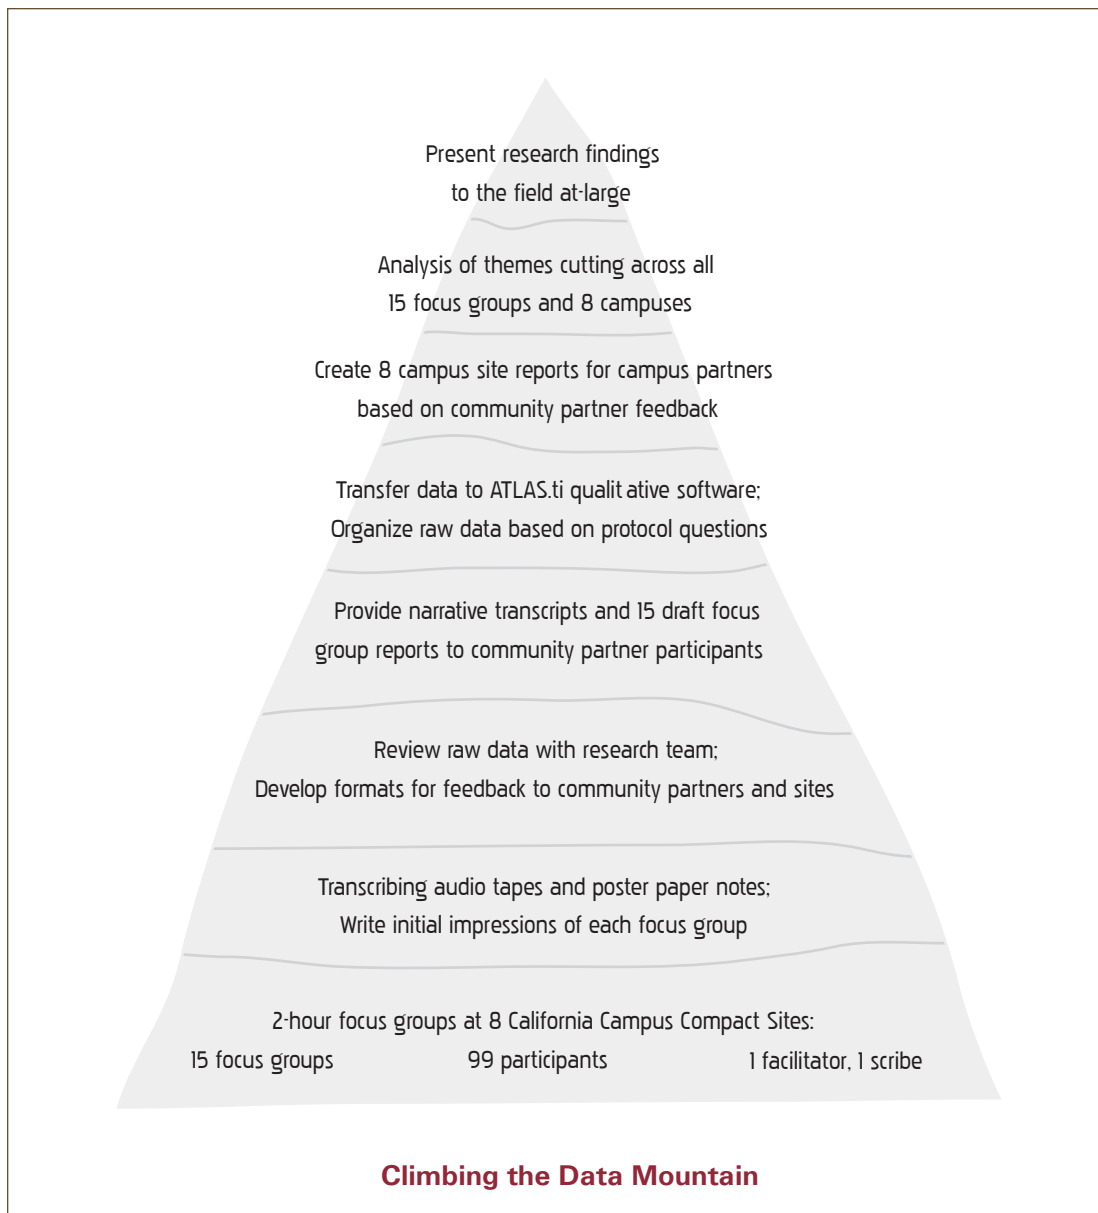 Present research findings
to the field at-large
Analysis of themes cutting across all
15 focus groups and 8 campuses
Create 8 campus site reports for campus partners
based on community partner feedback
Transfer data to ATLAS.ti qualit ative software;
Organize raw data based on protocol questions
Provide narrative transcripts and 15 draft focus
group reports to community partner participants
Review raw data with research team;
Develop formats for feedback to community partners and sites
Transcribing audio tapes and poster paper notes;
Write initial impressions of each focus group
2-hour focus groups at 8 California Campus Compact Sites:
15 focus groups 99 participants 1 facilitator, 1 scribe
Climbing the Data Mountain